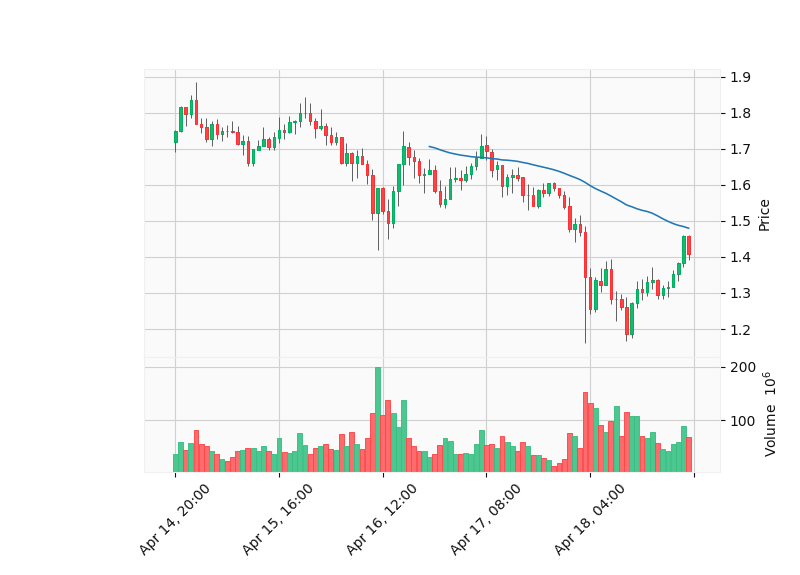 1.9
1.8
1.7
1.6
1.5
1.4
1.3
1.2
Price
200
100
Volume 10^6
Apr 14, 20:00
Apr 15, 16:00
Apr 16, 12:00
Apr 17, 08:00
Apr 18, 04:00